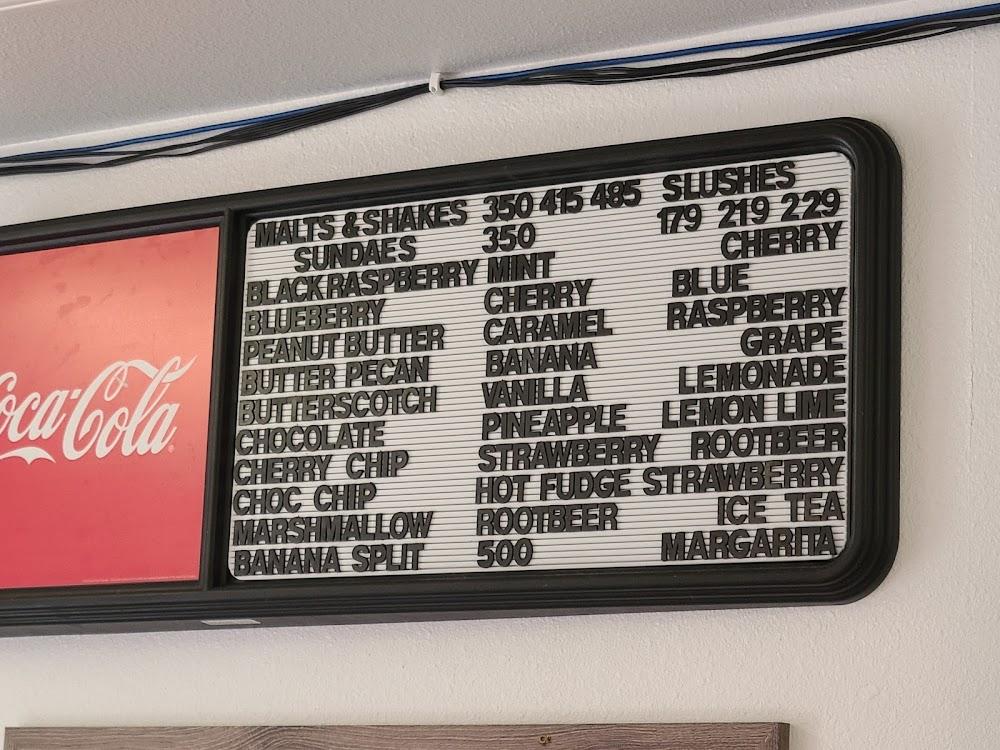 Coca-Cola
MALTS & SHAKES 350 415 485
SUNDAES 350
BLACK RASPBERRY MINT
BLUEBERRY CHERRY
PEANUT BUTTER CARAMEL
BUTTER PECAN BANANA
BUTTERSCOTCH VANILLA
CHOCOLATE PINEAPPLE
CHERRY CHIP STRAWBERRY
CHOC CHIP HOT FUDGE
MARSHMALLOW ROOTBEER
BANANA SPLIT 500
SLUSHES
179 219 229
CHERRY
BLUE
RASPBERRY
GRAPE
LEMONADE
LEMON LIME
ROOTBEER
STRAWBERRY
ICE TEA
MARGARITA